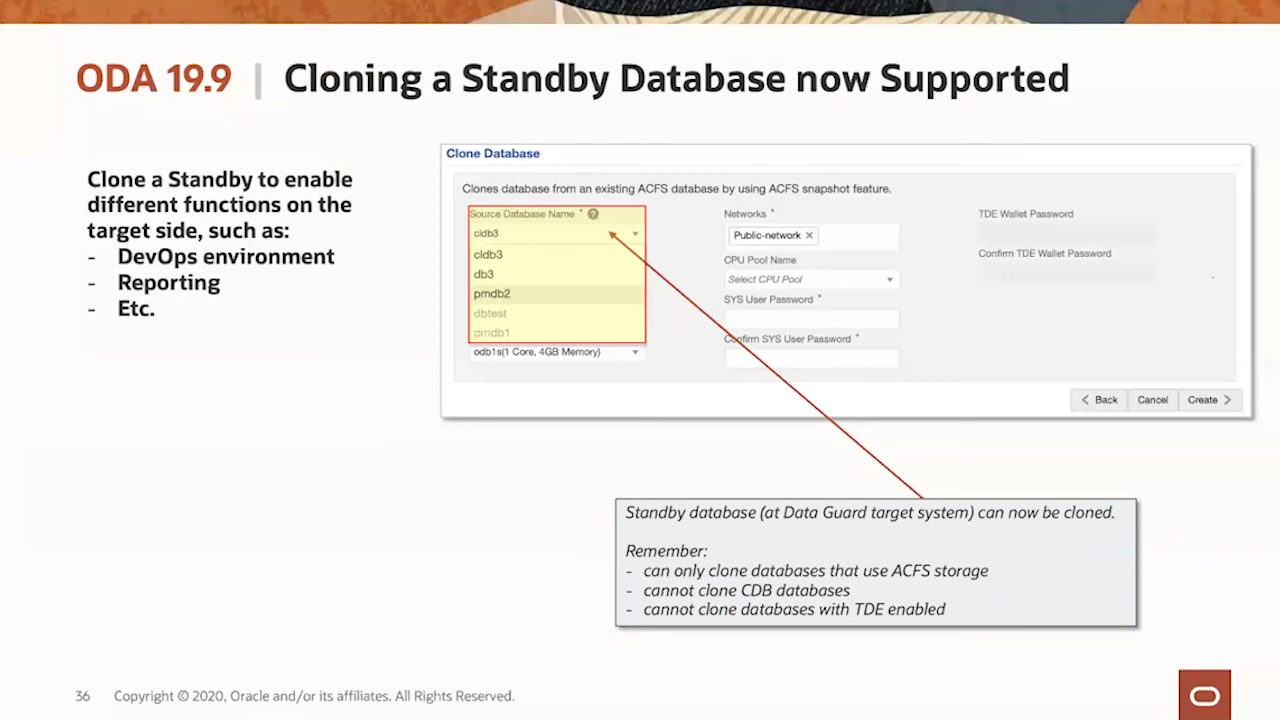 ODA 19.9 | Cloning a Standby Database now Supported
Clone a Standby to enable
different functions on the
target side, such as:
- DevOps environment
- Reporting
- Etc.
Clone Database
Clones database from an existing ACFS database by using ACFS snapshot feature.
Source Database Name * ?
cldb3
cldb3
db3
pmdb2
dbtest
pmdb1
odb1s(1 Core, 4GB Memory)
Networks *
Public-network ✕
CPU Pool Name
Select CPU Pool
SYS User Password *
Confirm SYS User Password *
TDE Wallet Password
Confirm TDE Wallet Password
Back
Cancel
Create
Standby database (at Data Guard target system) can now be cloned.
Remember:
- can only clone databases that use ACFS storage
- cannot clone CDB databases
- cannot clone databases with TDE enabled
36 Copyright © 2020, Oracle and/or its affiliates. All Rights Reserved.